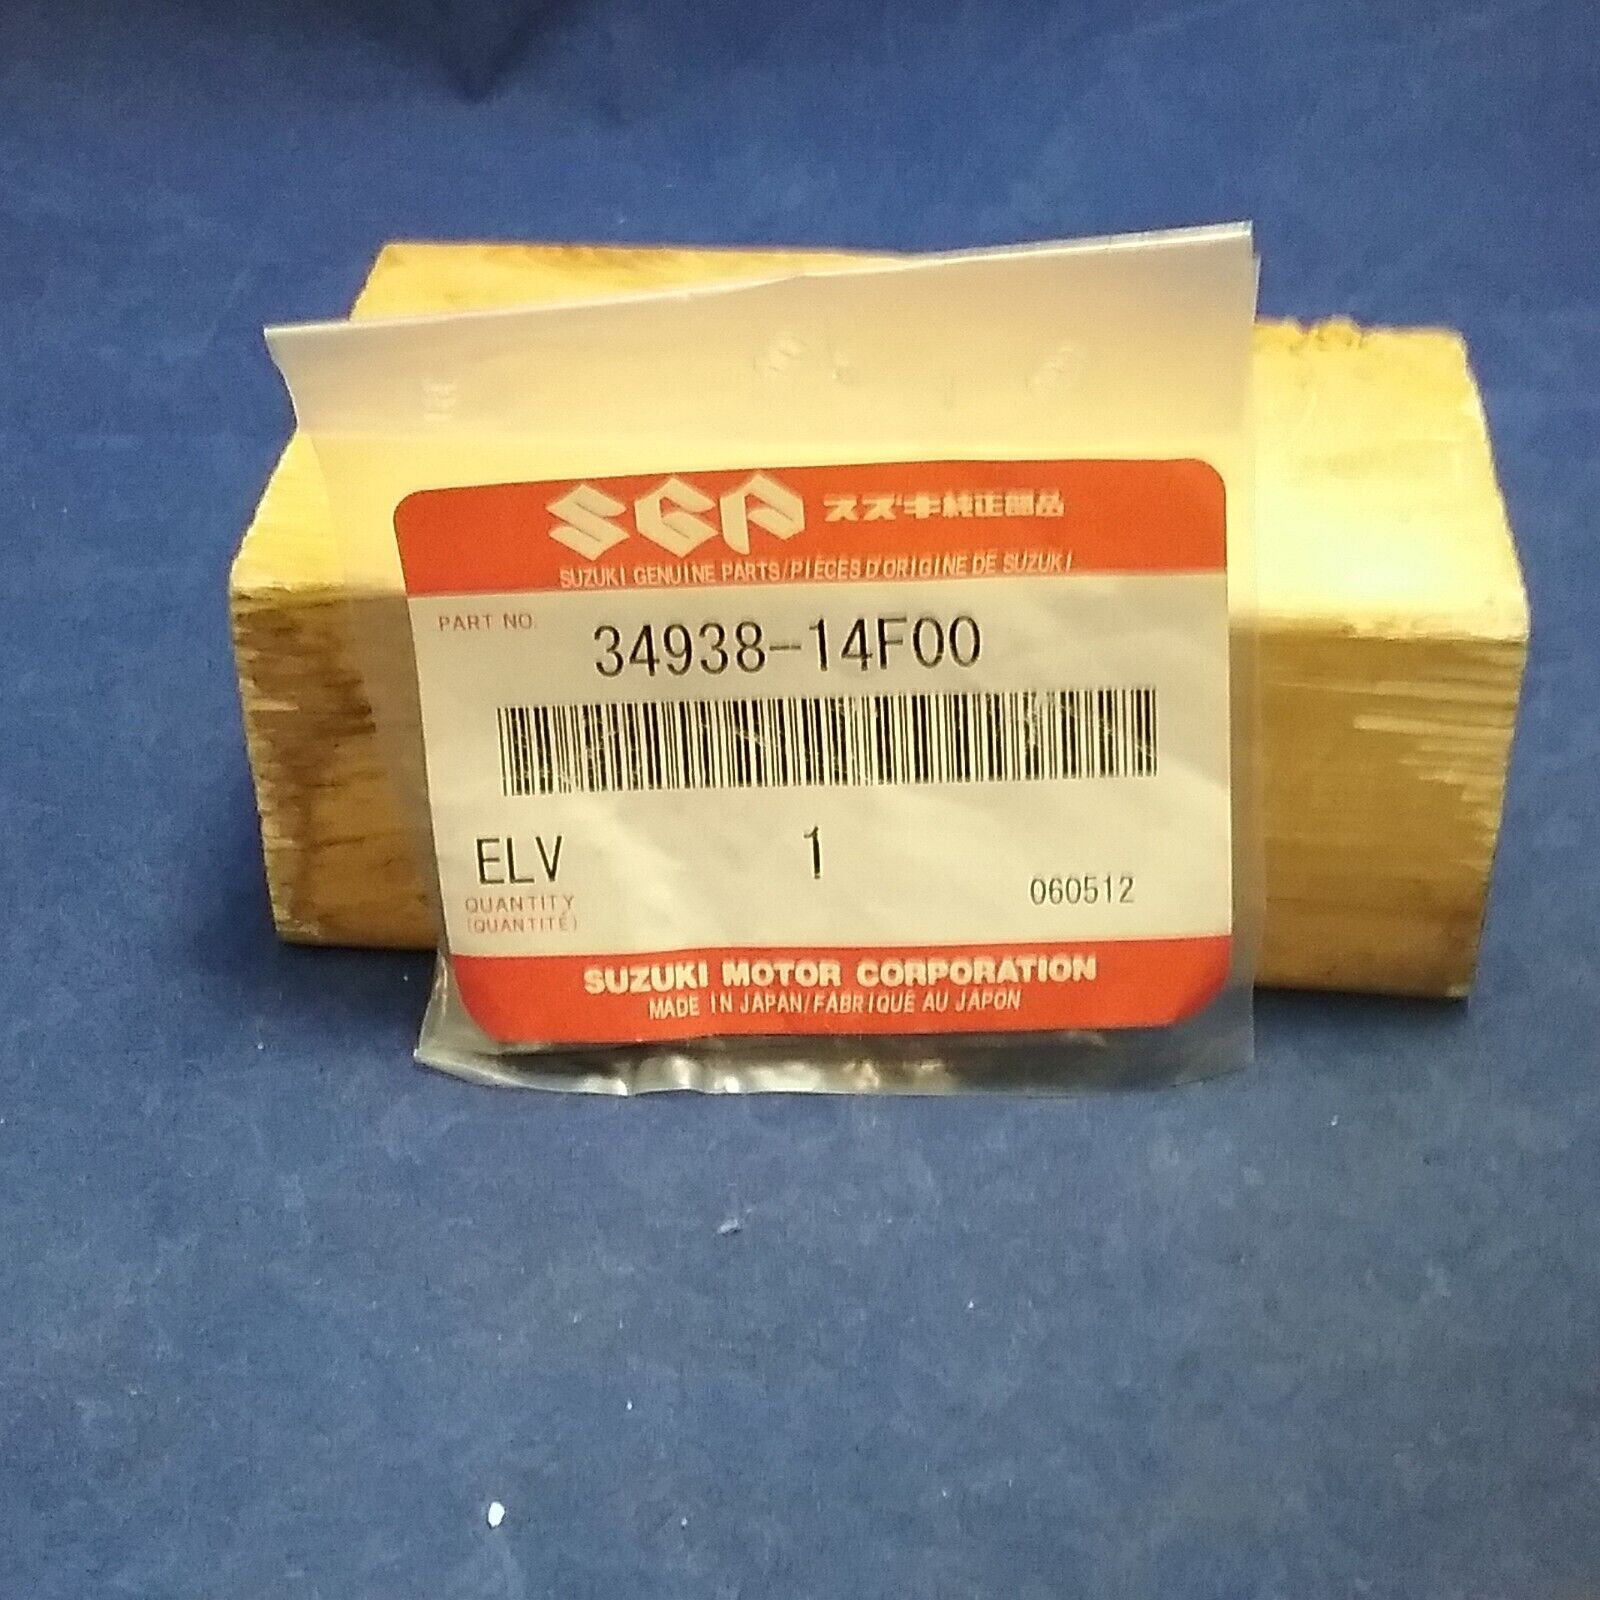 SGP スズキ純正部品
SUZUKI GENUINE PARTS/PIÈCES D'ORIGINE DE SUZUKI
PART NO. 34938-14F00
ELV 1
QUANTITY 060512
(QUANTITÉ)
SUZUKI MOTOR CORPORATION
MADE IN JAPAN/FABRIQUÉ AU JAPON